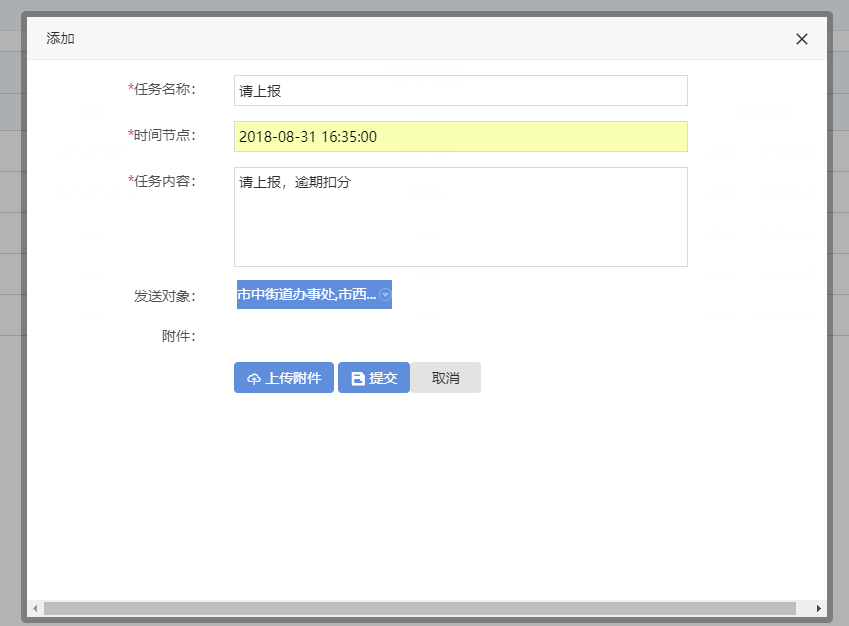 添加
*任务名称：
请上报
*时间节点：
2018-08-31 16:35:00
*任务内容：
请上报，逾期扣分
发送对象：
市中街道办事处,市西...
附件：
上传附件 提交 取消